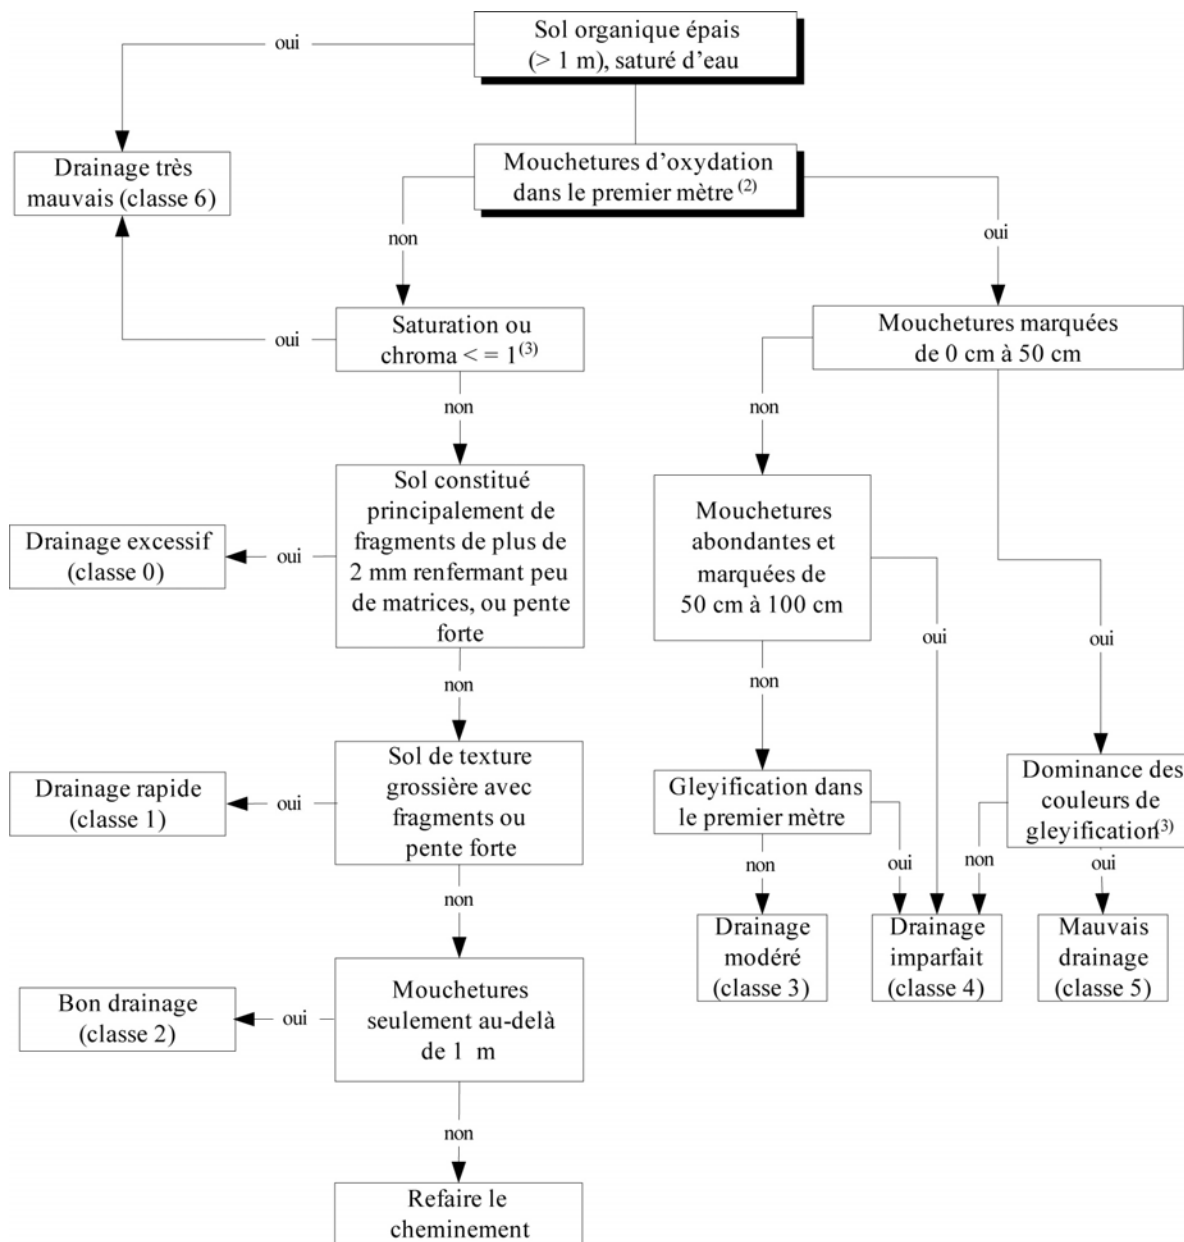 Sol organique épais
(> 1 m), saturé d'eau
oui
Drainage très
mauvais (classe 6)
Mouchetures d'oxydation
dans le premier mètre (2)
non
oui
Saturation ou
chroma < = 1(3)
oui
non
Mouchetures marquées
de 0 cm à 50 cm
non
Sol constitué
principalement de
fragments de plus de
2 mm renfermant peu
de matrices, ou pente
forte
oui
Drainage excessif
(classe 0)
non
Mouchetures
abondantes et
marquées de
50 cm à 100 cm
oui
oui
non
Sol de texture
grossière avec
fragments ou
pente forte
oui
Drainage rapide
(classe 1)
non
Gleyification dans
le premier mètre
non
oui
Dominance des
couleurs de
gleyification(3)
non
oui
Drainage
modéré
(classe 3)
Drainage
imparfait
(classe 4)
Mauvais
drainage
(classe 5)
Mouchetures
seulement au-delà
de 1 m
oui
Bon drainage
(classe 2)
non
Refaire le
cheminement